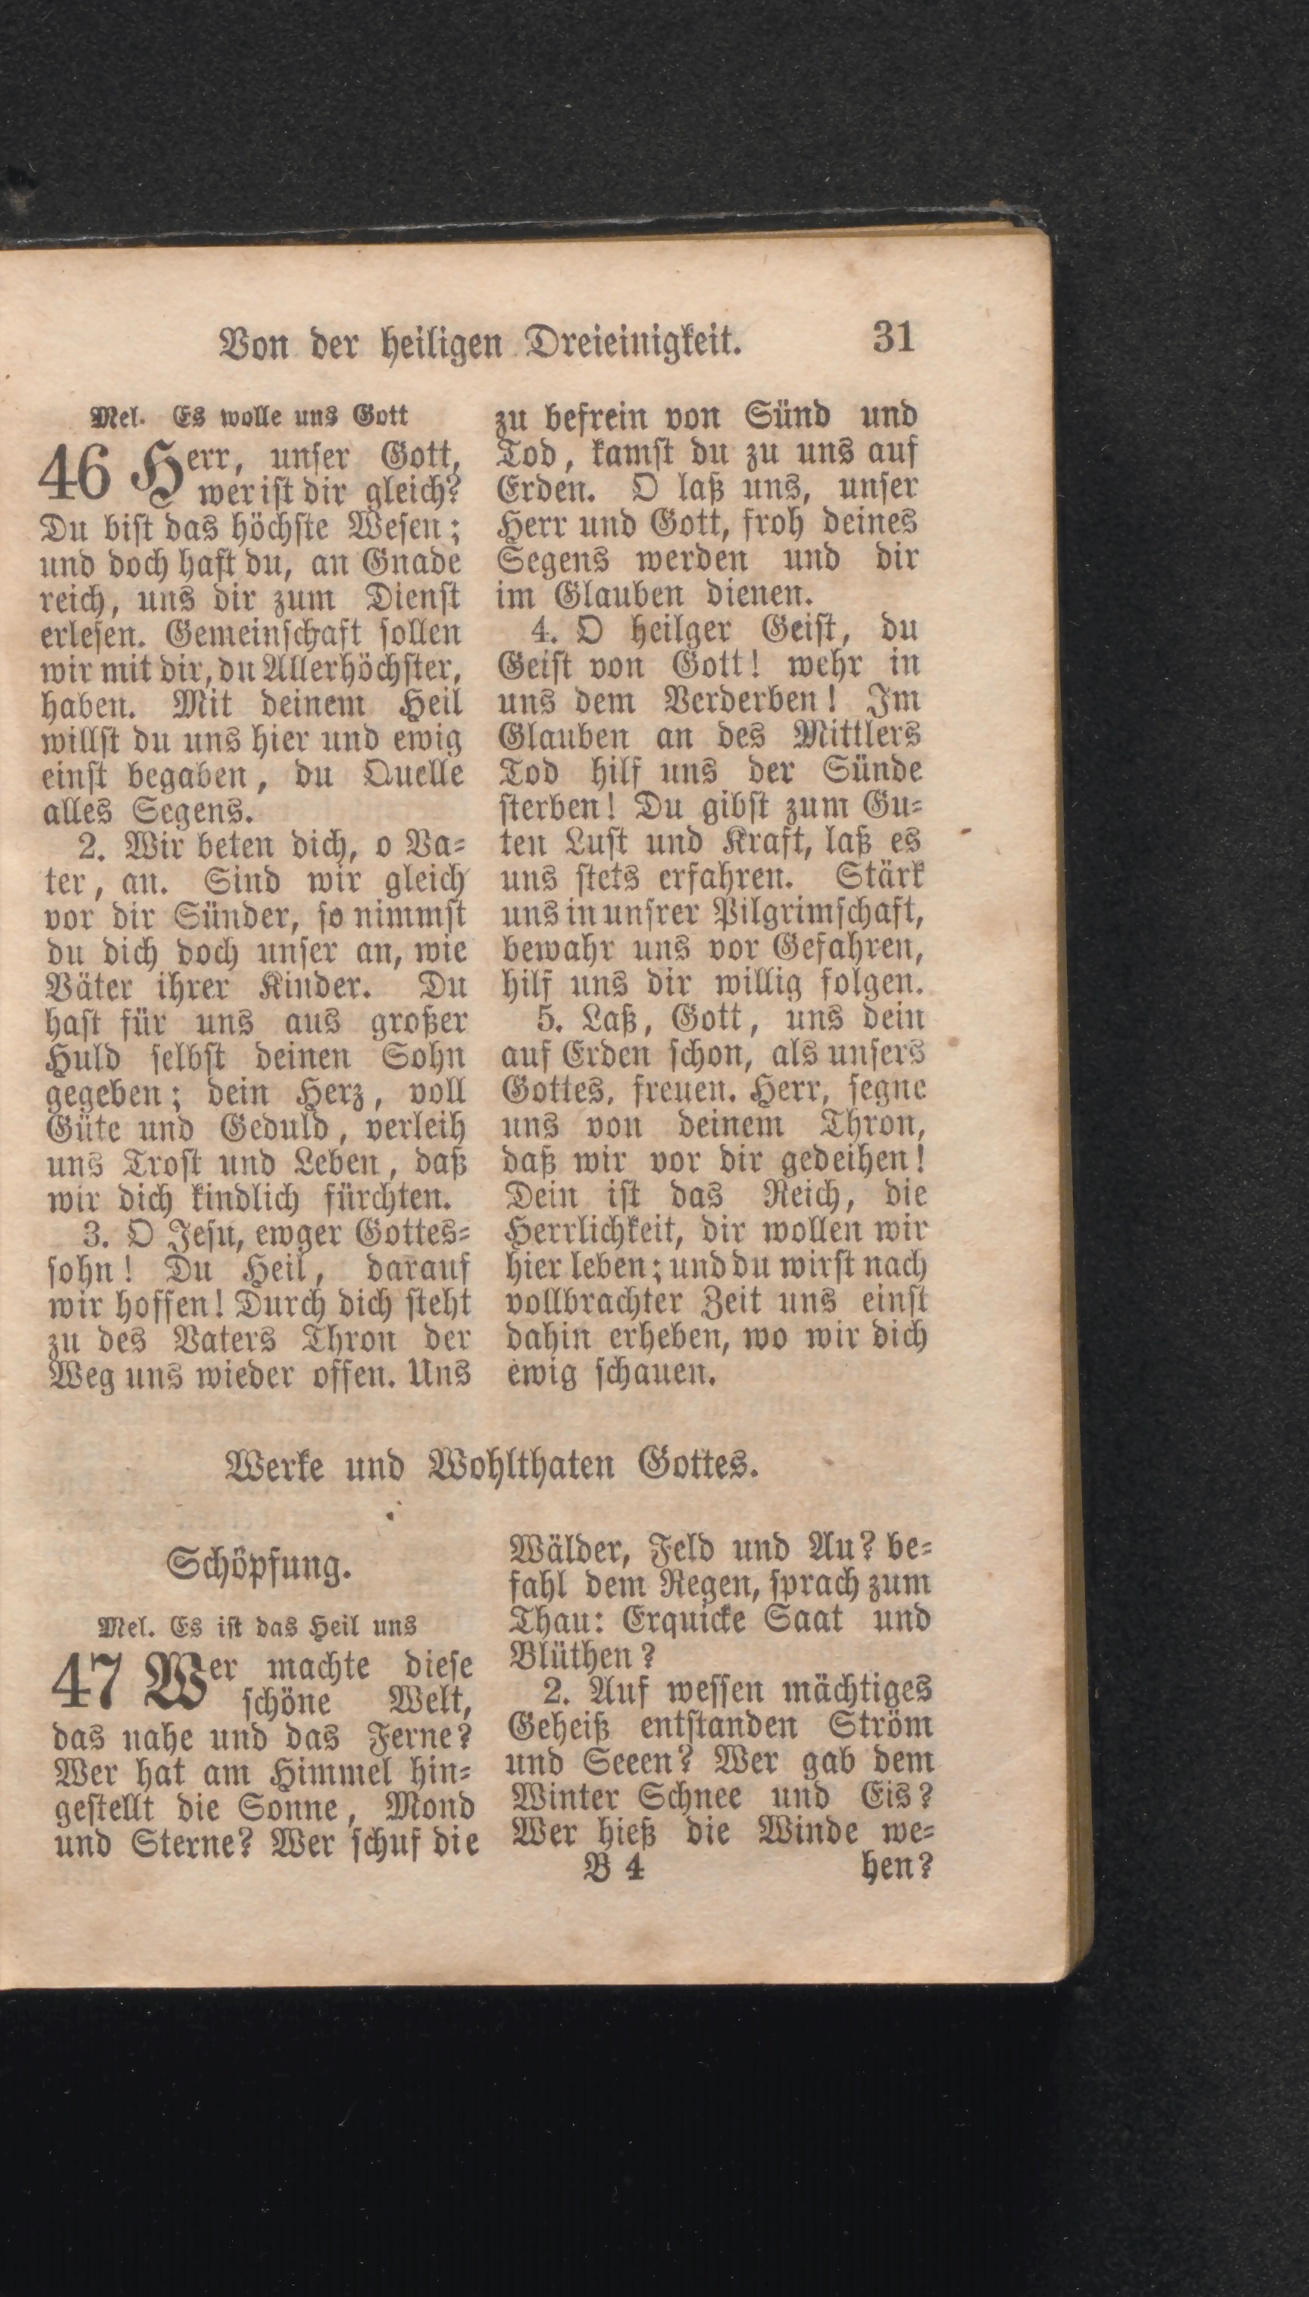 Von der heiligen Dreieinigkeit. 31
Mel. Es wolle uns Gott
46 Herr, unser Gott,
wer ist dir gleich?
Du bist das höchste Wesen;
und doch hast du, an Gnade
reich, uns dir zum Dienst
erlesen. Gemeinschaft sollen
wir mit dir, du Allerhöchster,
haben. Mit deinem Heil
willst du uns hier und ewig
einst begaben, du Quelle
alles Segens.
2. Wir beten dich, o Va-
ter, an. Sind wir gleich
vor dir Sünder, so nimmst
du dich doch unser an, wie
Väter ihrer Kinder. Du
hast für uns aus großer
Huld selbst deinen Sohn
gegeben; dein Herz, voll
Güte und Geduld, verleih
uns Trost und Leben, daß
wir dich kindlich fürchten.
3. O Jesu, ewger Gottes-
sohn! Du Heil, darauf
wir hoffen! Durch dich steht
zu des Vaters Thron der
Weg uns wieder offen. Uns
zu befrein von Sünd und
Tod, kamst du zu uns auf
Erden. O laß uns, unser
Herr und Gott, froh deines
Segens werden und dir
im Glauben dienen.
4. O heilger Geist, du
Geist von Gott! wehr in
uns dem Verderben! Im
Glauben an des Mittlers
Tod hilf uns der Sünde
sterben! Du gibst zum Gu-
ten Lust und Kraft, laß es
uns stets erfahren. Stärk
uns in unsrer Pilgrimschaft,
bewahr uns vor Gefahren,
hilf uns dir willig folgen.
5. Laß, Gott, uns dein
auf Erden schon, als unsers
Gottes, freuen. Herr, segne
uns von deinem Thron,
daß wir vor dir gedeihen!
Dein ist das Reich, die
Herrlichkeit, dir wollen wir
hier leben; und du wirst nach
vollbrachter Zeit uns einst
dahin erheben, wo wir dich
ewig schauen.
Werke und Wohlthaten Gottes.
Schöpfung.
Mel. Es ist das Heil uns
47 Wer machte diese
schöne Welt,
das nahe und das Ferne?
Wer hat am Himmel hin-
gestellt die Sonne, Mond
und Sterne? Wer schuf die
Wälder, Feld und Au? be-
fahl dem Regen, sprach zum
Thau: Erquicke Saat und
Blüthen?
2. Auf wessen mächtiges
Geheiß entstanden Ström
und Seeen? Wer gab dem
Winter Schnee und Eis?
Wer hieß die Winde we-
B 4 hen?